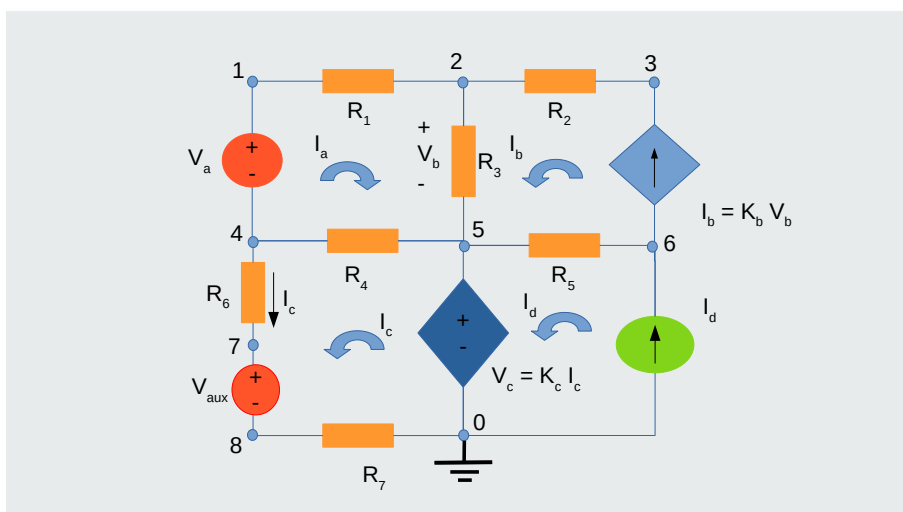 1
2
3
R1
R2
+
-
Va
Ia
+
Vb
-
R3
Ib
Ib = Kb Vb
4
5
6
R4
R5
R6
Ic
Ic
+
-
Id
Id
7
Vc = Kc Ic
Vaux
+
-
8
0
R7